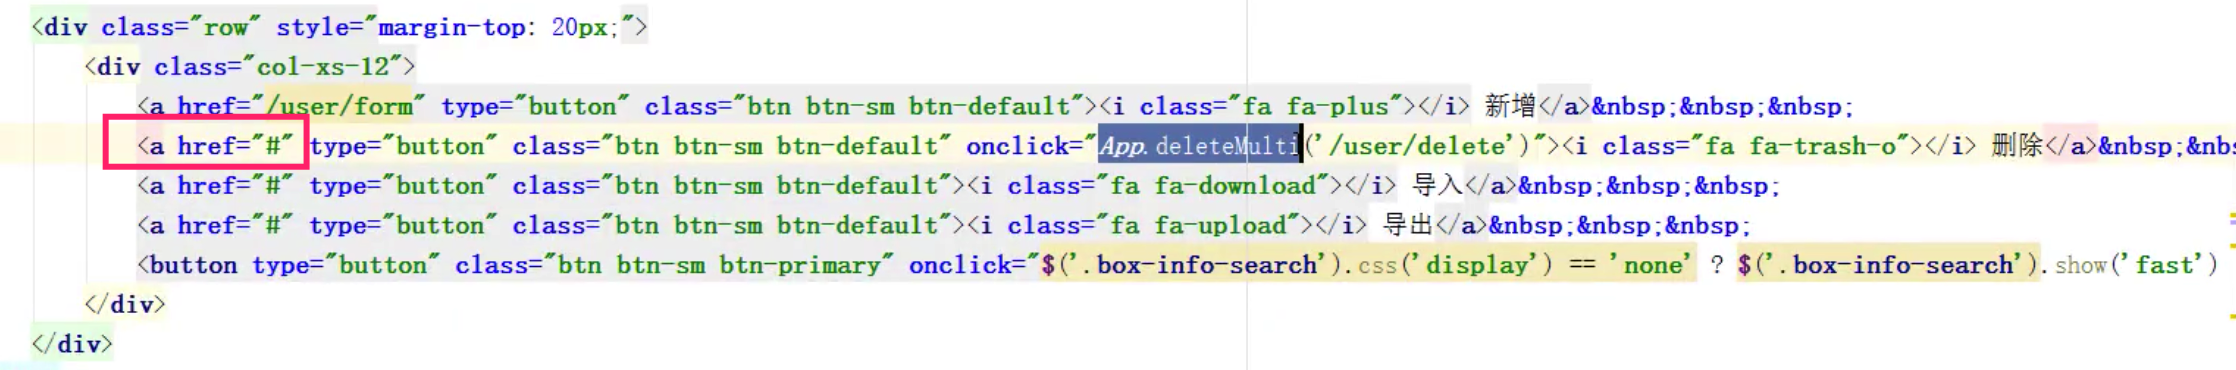 <div class="row" style="margin-top: 20px;">
<div class="col-xs-12">
<a href="/user/form" type="button" class="btn btn-sm btn-default"><i class="fa fa-plus"></i> 新增</a>&nbsp;&nbsp;&nbsp;
<a href="#" type="button" class="btn btn-sm btn-default" onclick="App.deleteMulti('/user/delete')"><i class="fa fa-trash-o"></i> 删除</a>&nbsp;&nbs
<a href="#" type="button" class="btn btn-sm btn-default"><i class="fa fa-download"></i> 导入</a>&nbsp;&nbsp;&nbsp;
<a href="#" type="button" class="btn btn-sm btn-default"><i class="fa fa-upload"></i> 导出</a>&nbsp;&nbsp;&nbsp;
<button type="button" class="btn btn-sm btn-primary" onclick="$('.box-info-search').css('display') == 'none' ? $('.box-info-search').show('fast')
</div>
</div>